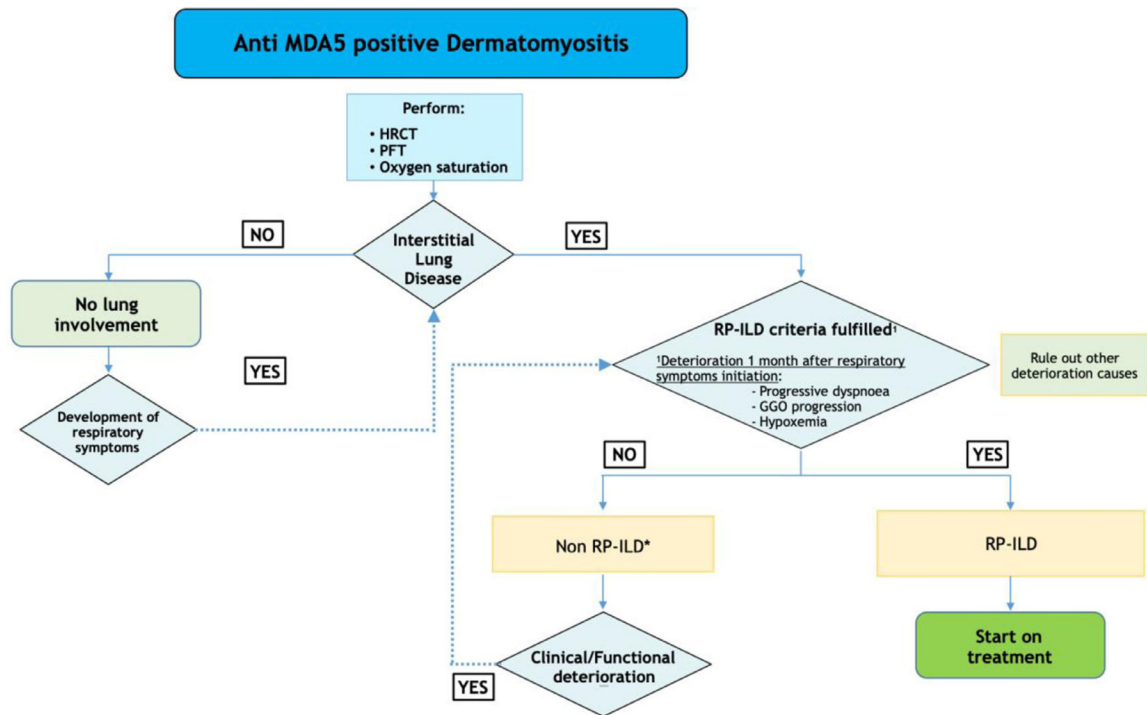 Anti MDA5 positive Dermatomyositis
Perform:
• HRCT
• PFT
• Oxygen saturation
NO
YES
Interstitial
Lung
Disease
No lung
involvement
YES
Development of
respiratory
symptoms
RP-ILD criteria fulfilled¹
¹Deterioration 1 month after respiratory
symptoms initiation:
- Progressive dyspnoea
- GGO progression
- Hypoxemia
Rule out other
deterioration causes
NO
YES
Non RP-ILD*
RP-ILD
Clinical/Functional
deterioration
YES
Start on
treatment